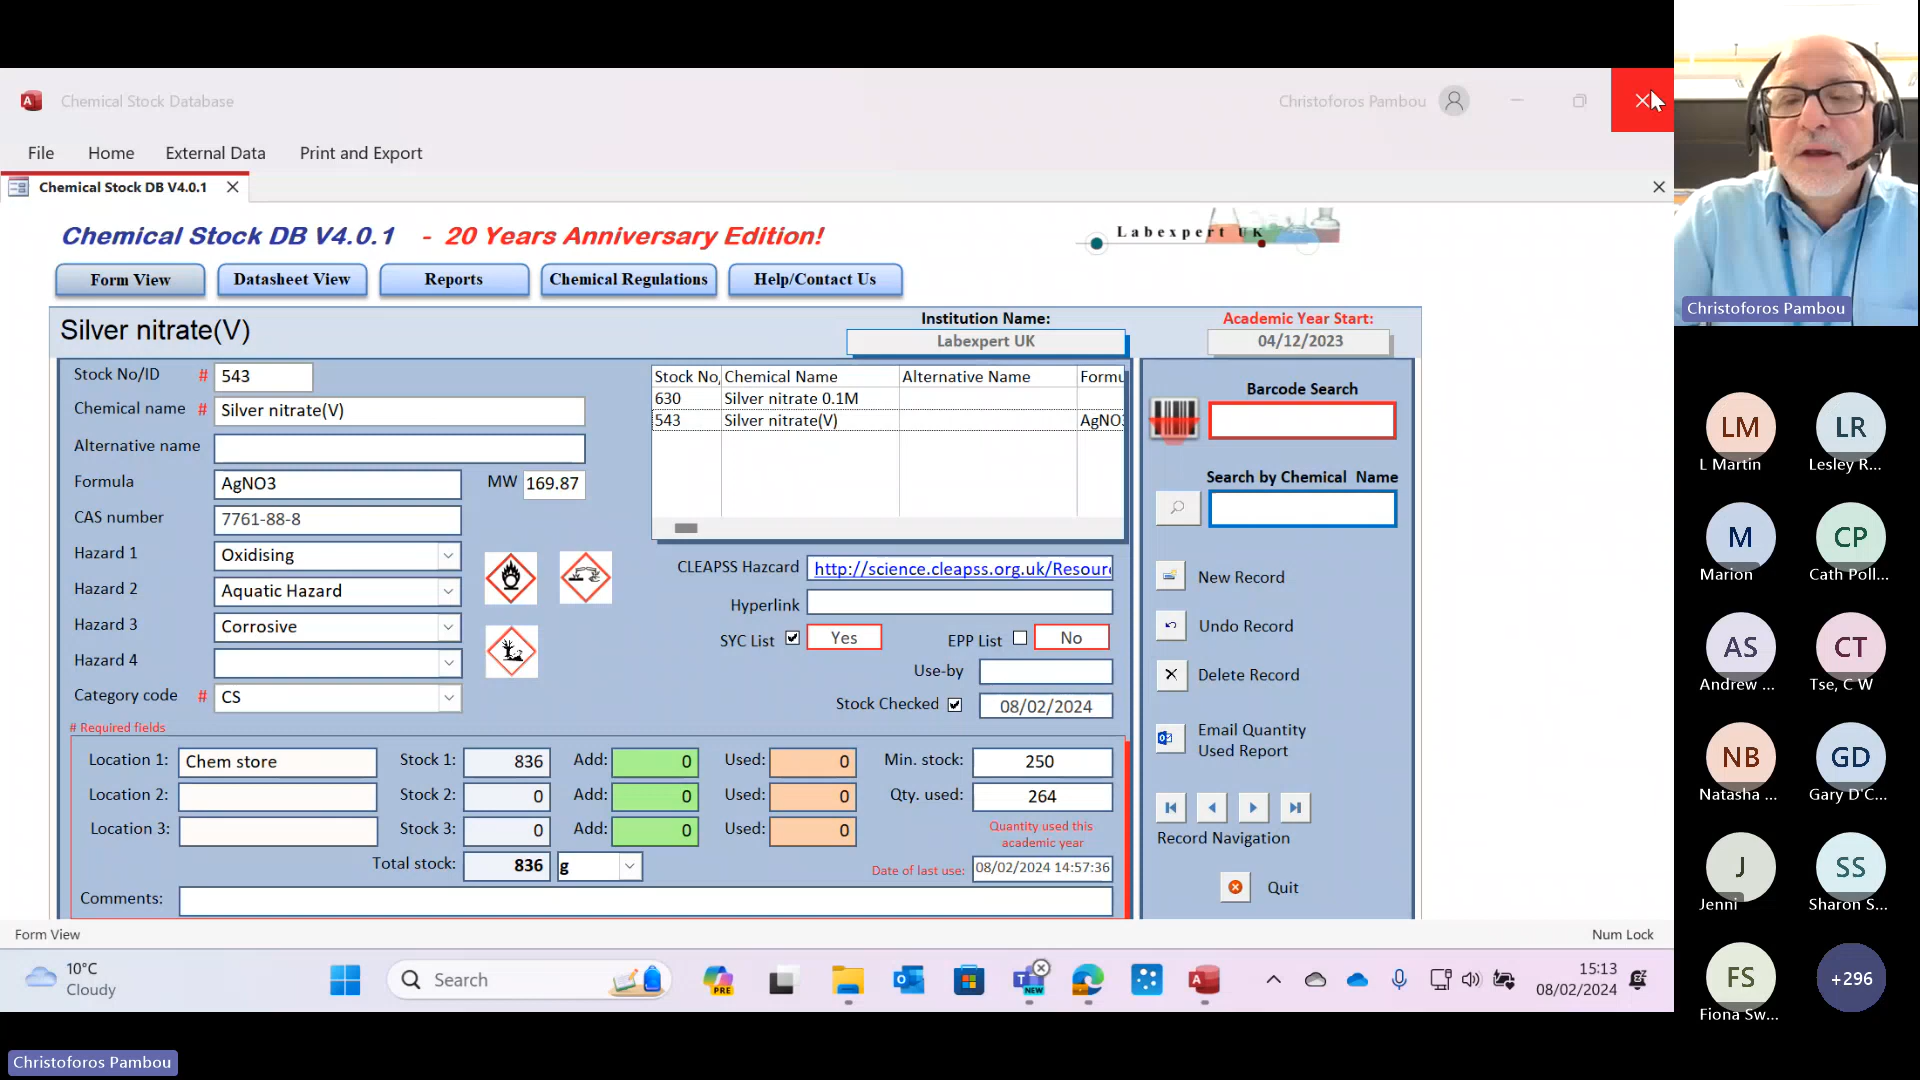 Chemical Stock Database
Christoforos Pambou
File Home External Data Print and Export
Chemical Stock DB V4.0.1
Chemical Stock DB V4.0.1 - 20 Years Anniversary Edition!
Labexpert UK
Form View Datasheet View Reports Chemical Regulations Help/Contact Us
Silver nitrate(V)
Institution Name:
Labexpert UK
Academic Year Start:
04/12/2023
Stock No/ID # 543
Chemical name # Silver nitrate(V)
Alternative name
Formula AgNO3 MW 169.87
CAS number 7761-88-8
Hazard 1 Oxidising
Hazard 2 Aquatic Hazard
Hazard 3 Corrosive
Hazard 4
Category code # CS
# Required fields
Stock No, Chemical Name Alternative Name Formu
630 Silver nitrate 0.1M
543 Silver nitrate(V) AgNO3
CLEAPSS Hazcard http://science.cleapss.org.uk/Resourc
Hyperlink
SYC List Yes EPP List No
Use-by
Stock Checked 08/02/2024
Location 1: Chem store Stock 1: 836 Add: 0 Used: 0 Min. stock: 250
Location 2: Stock 2: 0 Add: 0 Used: 0 Qty. used: 264
Location 3: Stock 3: 0 Add: 0 Used: 0
Quantity used this
academic year
Total stock: 836 g Date of last use: 08/02/2024 14:57:36
Comments:
Barcode Search
Search by Chemical Name
New Record
Undo Record
Delete Record
Email Quantity
Used Report
Record Navigation
Quit
Form View Num Lock
10°C
Cloudy
Search
PRE
NEW
15:13
08/02/2024
Christoforos Pambou
Christoforos Pambou
LM
L Martin
LR
Lesley R...
M
Marion
CP
Cath Poll...
AS
Andrew ...
CT
Tse, C W
NB
Natasha ...
GD
Gary D'C...
J
Jenni
SS
Sharon S...
FS
Fiona Sw...
+296